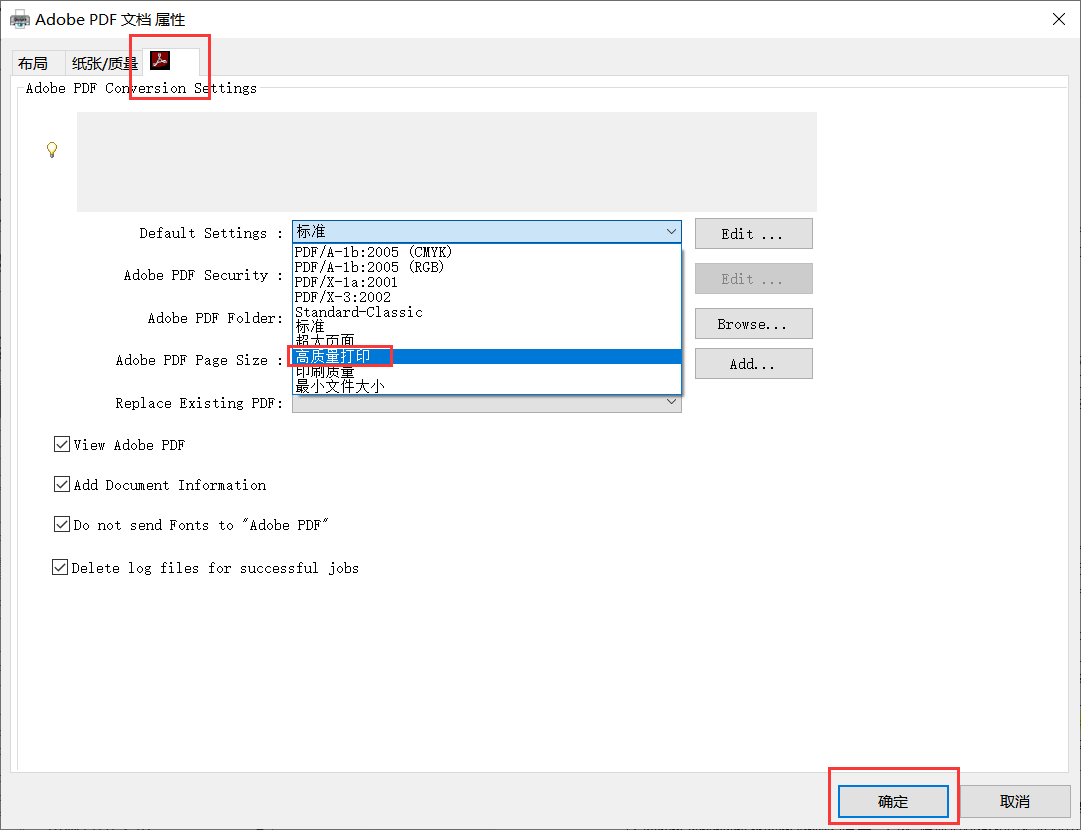 Adobe PDF 文档 属性
布局 纸张/质量
Adobe PDF Conversion Settings
Default Settings : 标准 Edit ...
PDF/A-1b:2005 (CMYK)
PDF/A-1b:2005 (RGB)
Adobe PDF Security : Edit ...
PDF/X-1a:2001
PDF/X-3:2002
Standard-Classic
Adobe PDF Folder: Browse...
标准
超大页面
高质量打印
Adobe PDF Page Size : Add...
印刷质量
最小文件大小
Replace Existing PDF:
View Adobe PDF
Add Document Information
Do not send Fonts to "Adobe PDF"
Delete log files for successful jobs
确定 取消